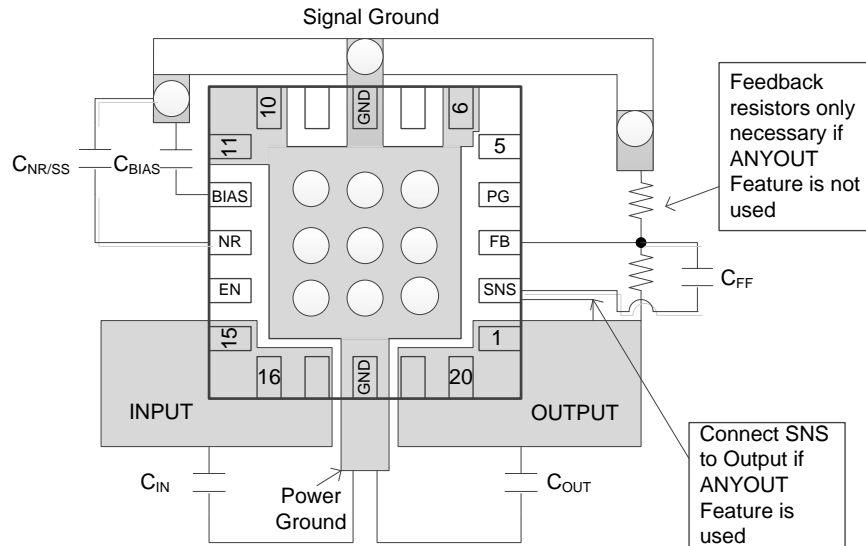 Signal Ground
Feedback
resistors only
necessary if
ANYOUT
Feature is not
used
10
GND
6
11
5
CNR/SS
CBIAS
BIAS
PG
NR
FB
EN
SNS
CFF
15
1
16
GND
20
INPUT
OUTPUT
CIN
Power
Ground
COUT
Connect SNS
to Output if
ANYOUT
Feature is
used